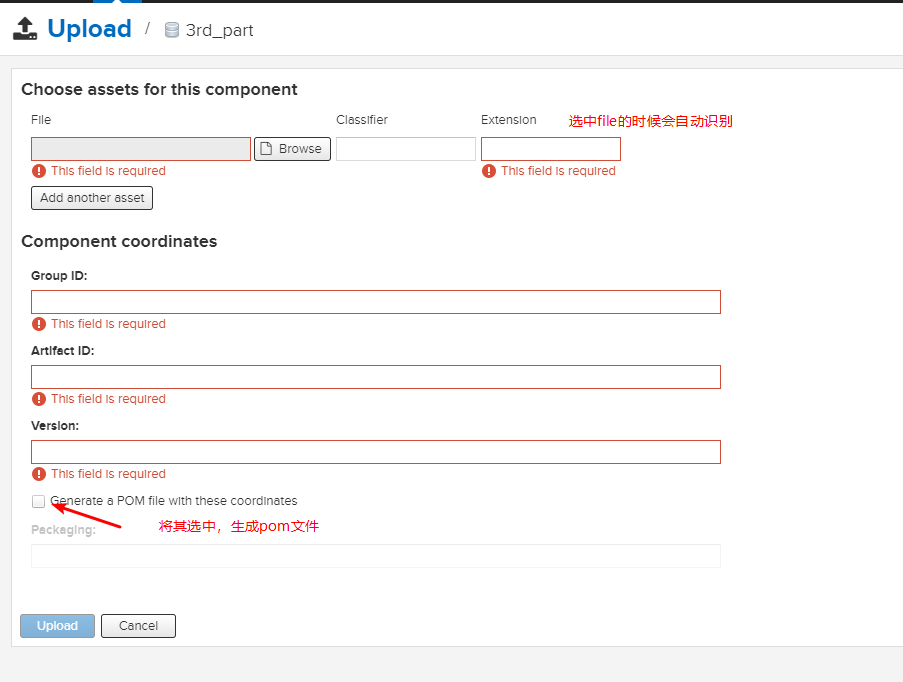 Upload / 3rd_part
Choose assets for this component
File Classifier Extension 选中file的时候会自动识别
Browse
This field is required This field is required
Add another asset
Component coordinates
Group ID:
This field is required
Artifact ID:
This field is required
Version:
This field is required
Generate a POM file with these coordinates
将其选中，生成pom文件
Packaging:
Upload Cancel